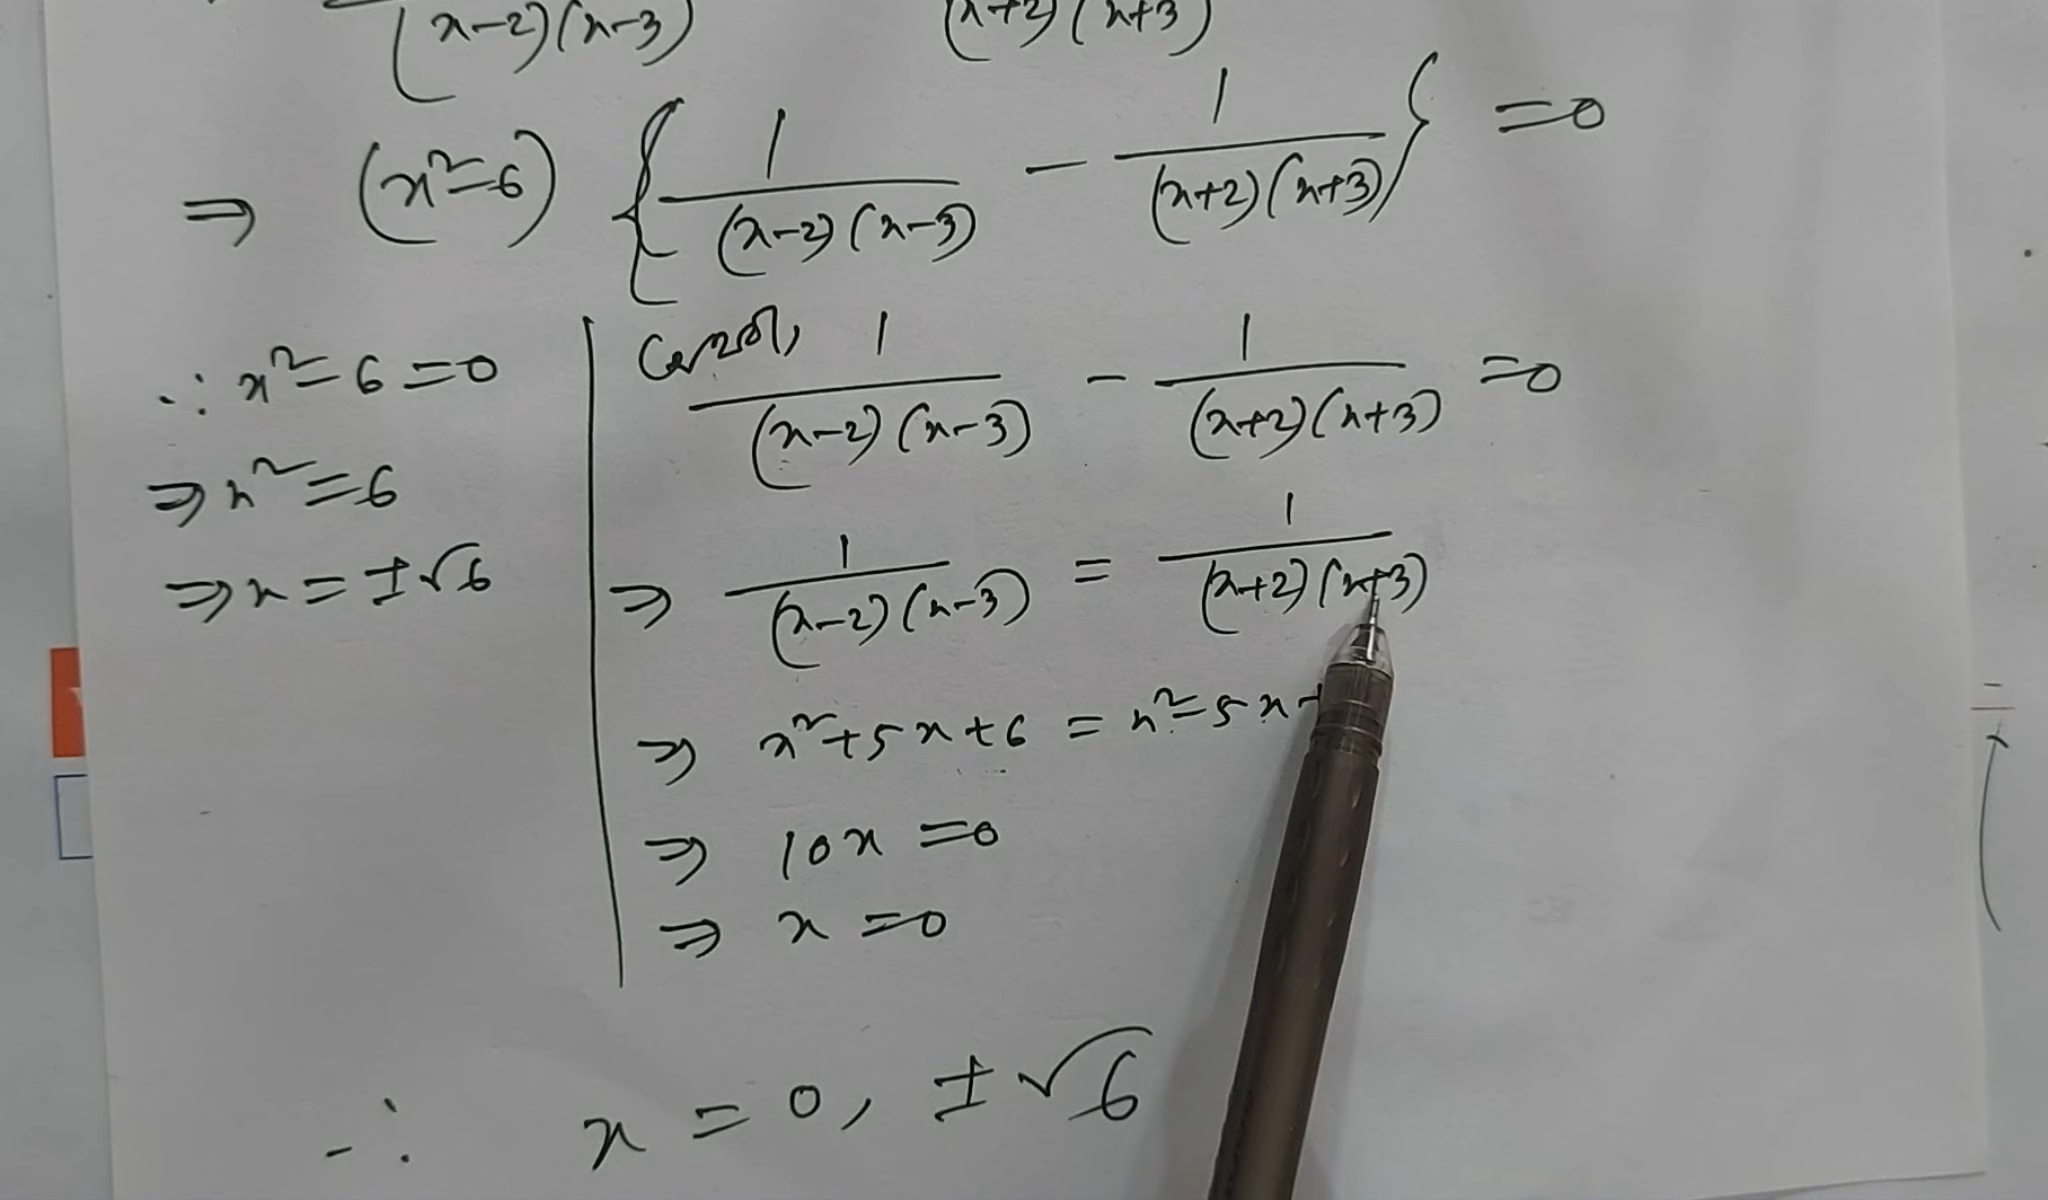 (x-2)(x-3) (x+2)(x+3)
⇒ (x²-6) { 1/((x-2)(x-3)) - 1/((x+2)(x+3)) } =0
∴ x²-6=0
⇒ x²=6
⇒ x=±√6
1/((x-2)(x-3)) - 1/((x+2)(x+3)) =0
⇒ 1/((x-2)(x-3)) = 1/((x+2)(x+3))
⇒ x²+5x+6 = x²-5x+
⇒ 10x=0
⇒ x=0
∴ x=0, ±√6